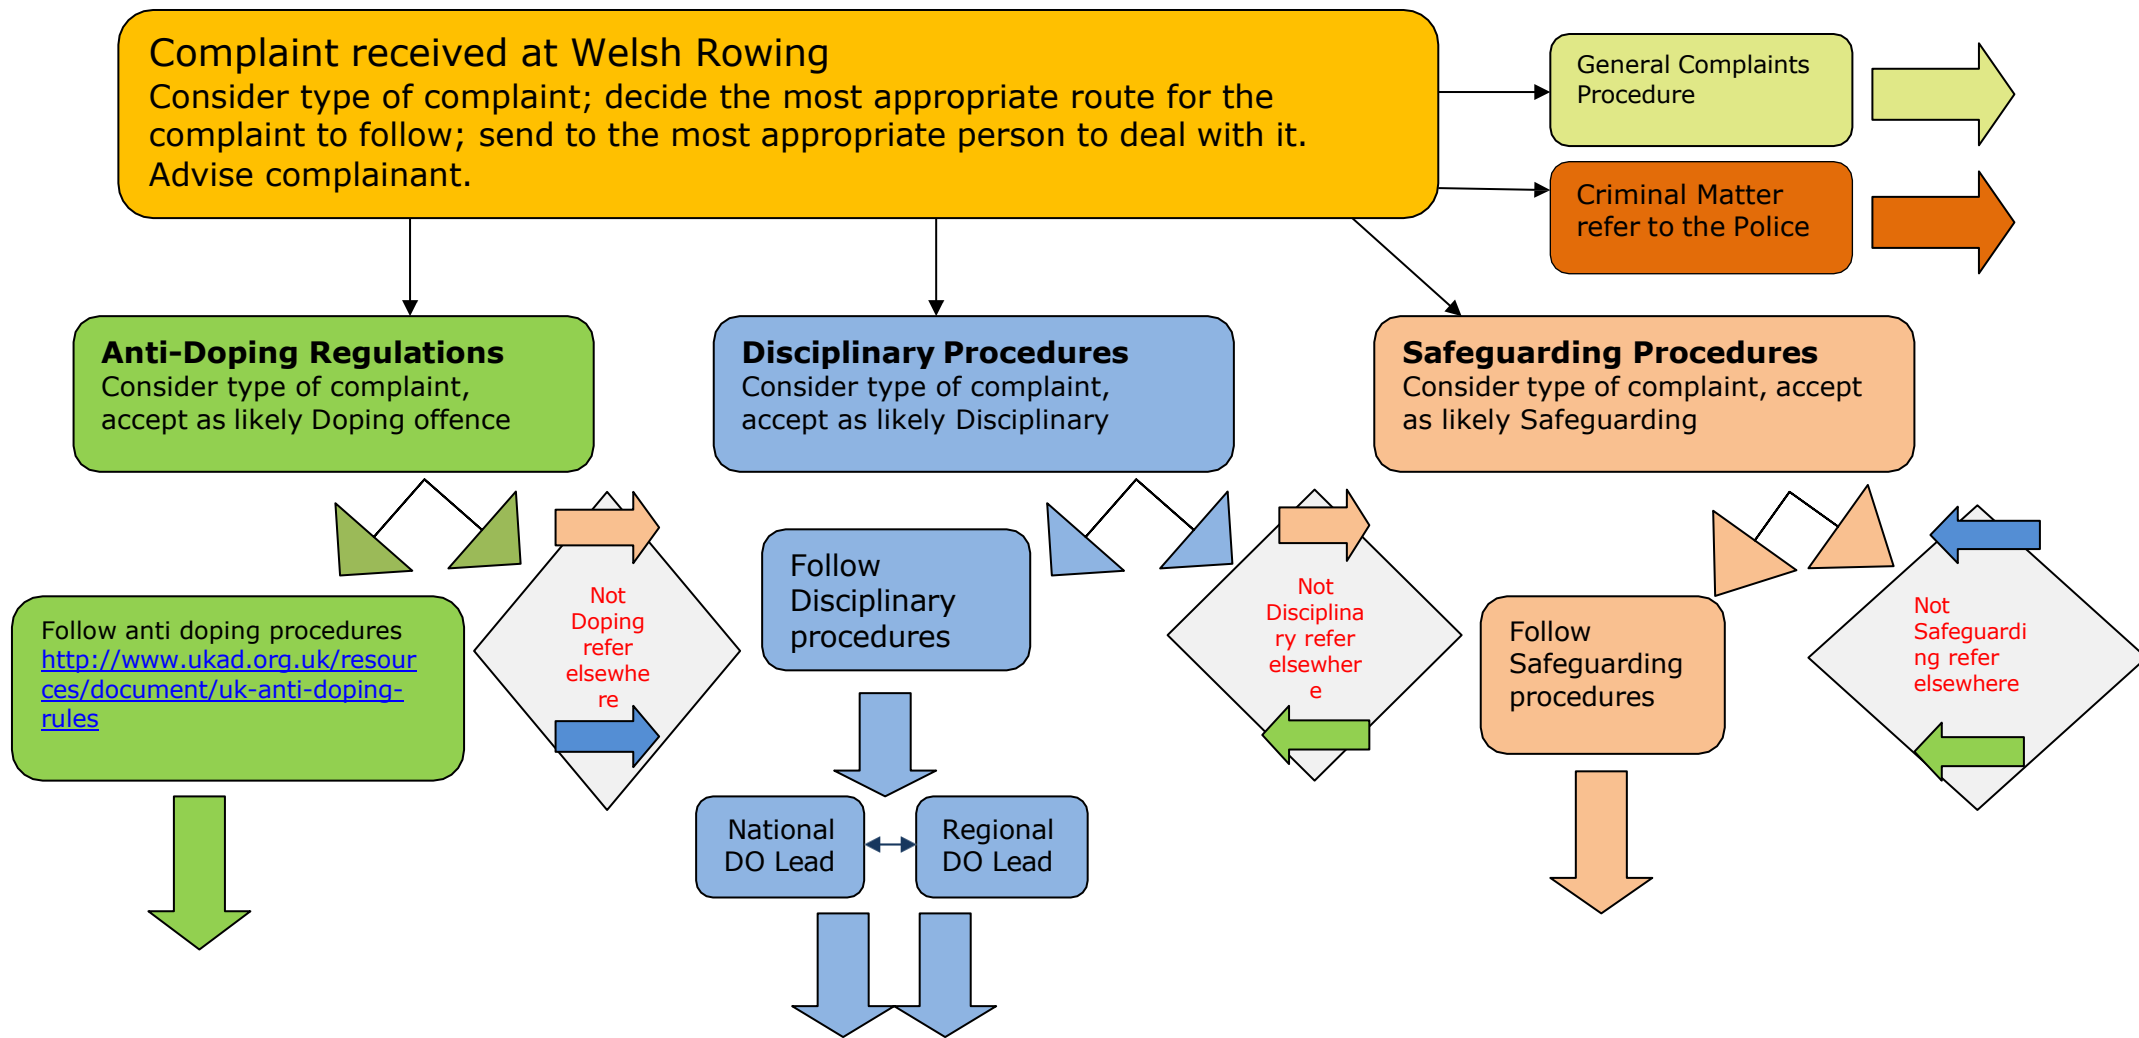 Complaint received at Welsh Rowing
Consider type of complaint; decide the most appropriate route for the
complaint to follow; send to the most appropriate person to deal with it.
Advise complainant.
General Complaints
Procedure
Criminal Matter
refer to the Police
Anti-Doping Regulations
Consider type of complaint,
accept as likely Doping offence
Disciplinary Procedures
Consider type of complaint,
accept as likely Disciplinary
Safeguarding Procedures
Consider type of complaint, accept
as likely Safeguarding
Follow anti doping procedures
http://www.ukad.org.uk/resour
ces/document/uk-anti-doping-
rules
Not
Doping
refer
elsewhe
re
Follow
Disciplinary
procedures
Not
Disciplina
ry refer
elsewher
e
Follow
Safeguarding
procedures
Not
Safeguardi
ng refer
elsewhere
National
DO Lead
Regional
DO Lead